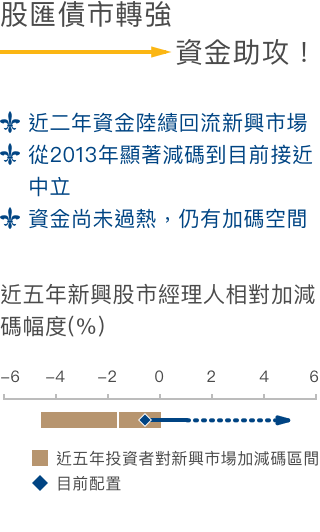 股匯債市轉強
資金助攻！
近二年資金陸續回流新興市場
從2013年顯著減碼到目前接近
中立
資金尚未過熱，仍有加碼空間
近五年新興股市經理人相對加減
碼幅度(%)
-6 -4 -2 0 2 4 6
近五年投資者對新興市場加減碼區間
目前配置